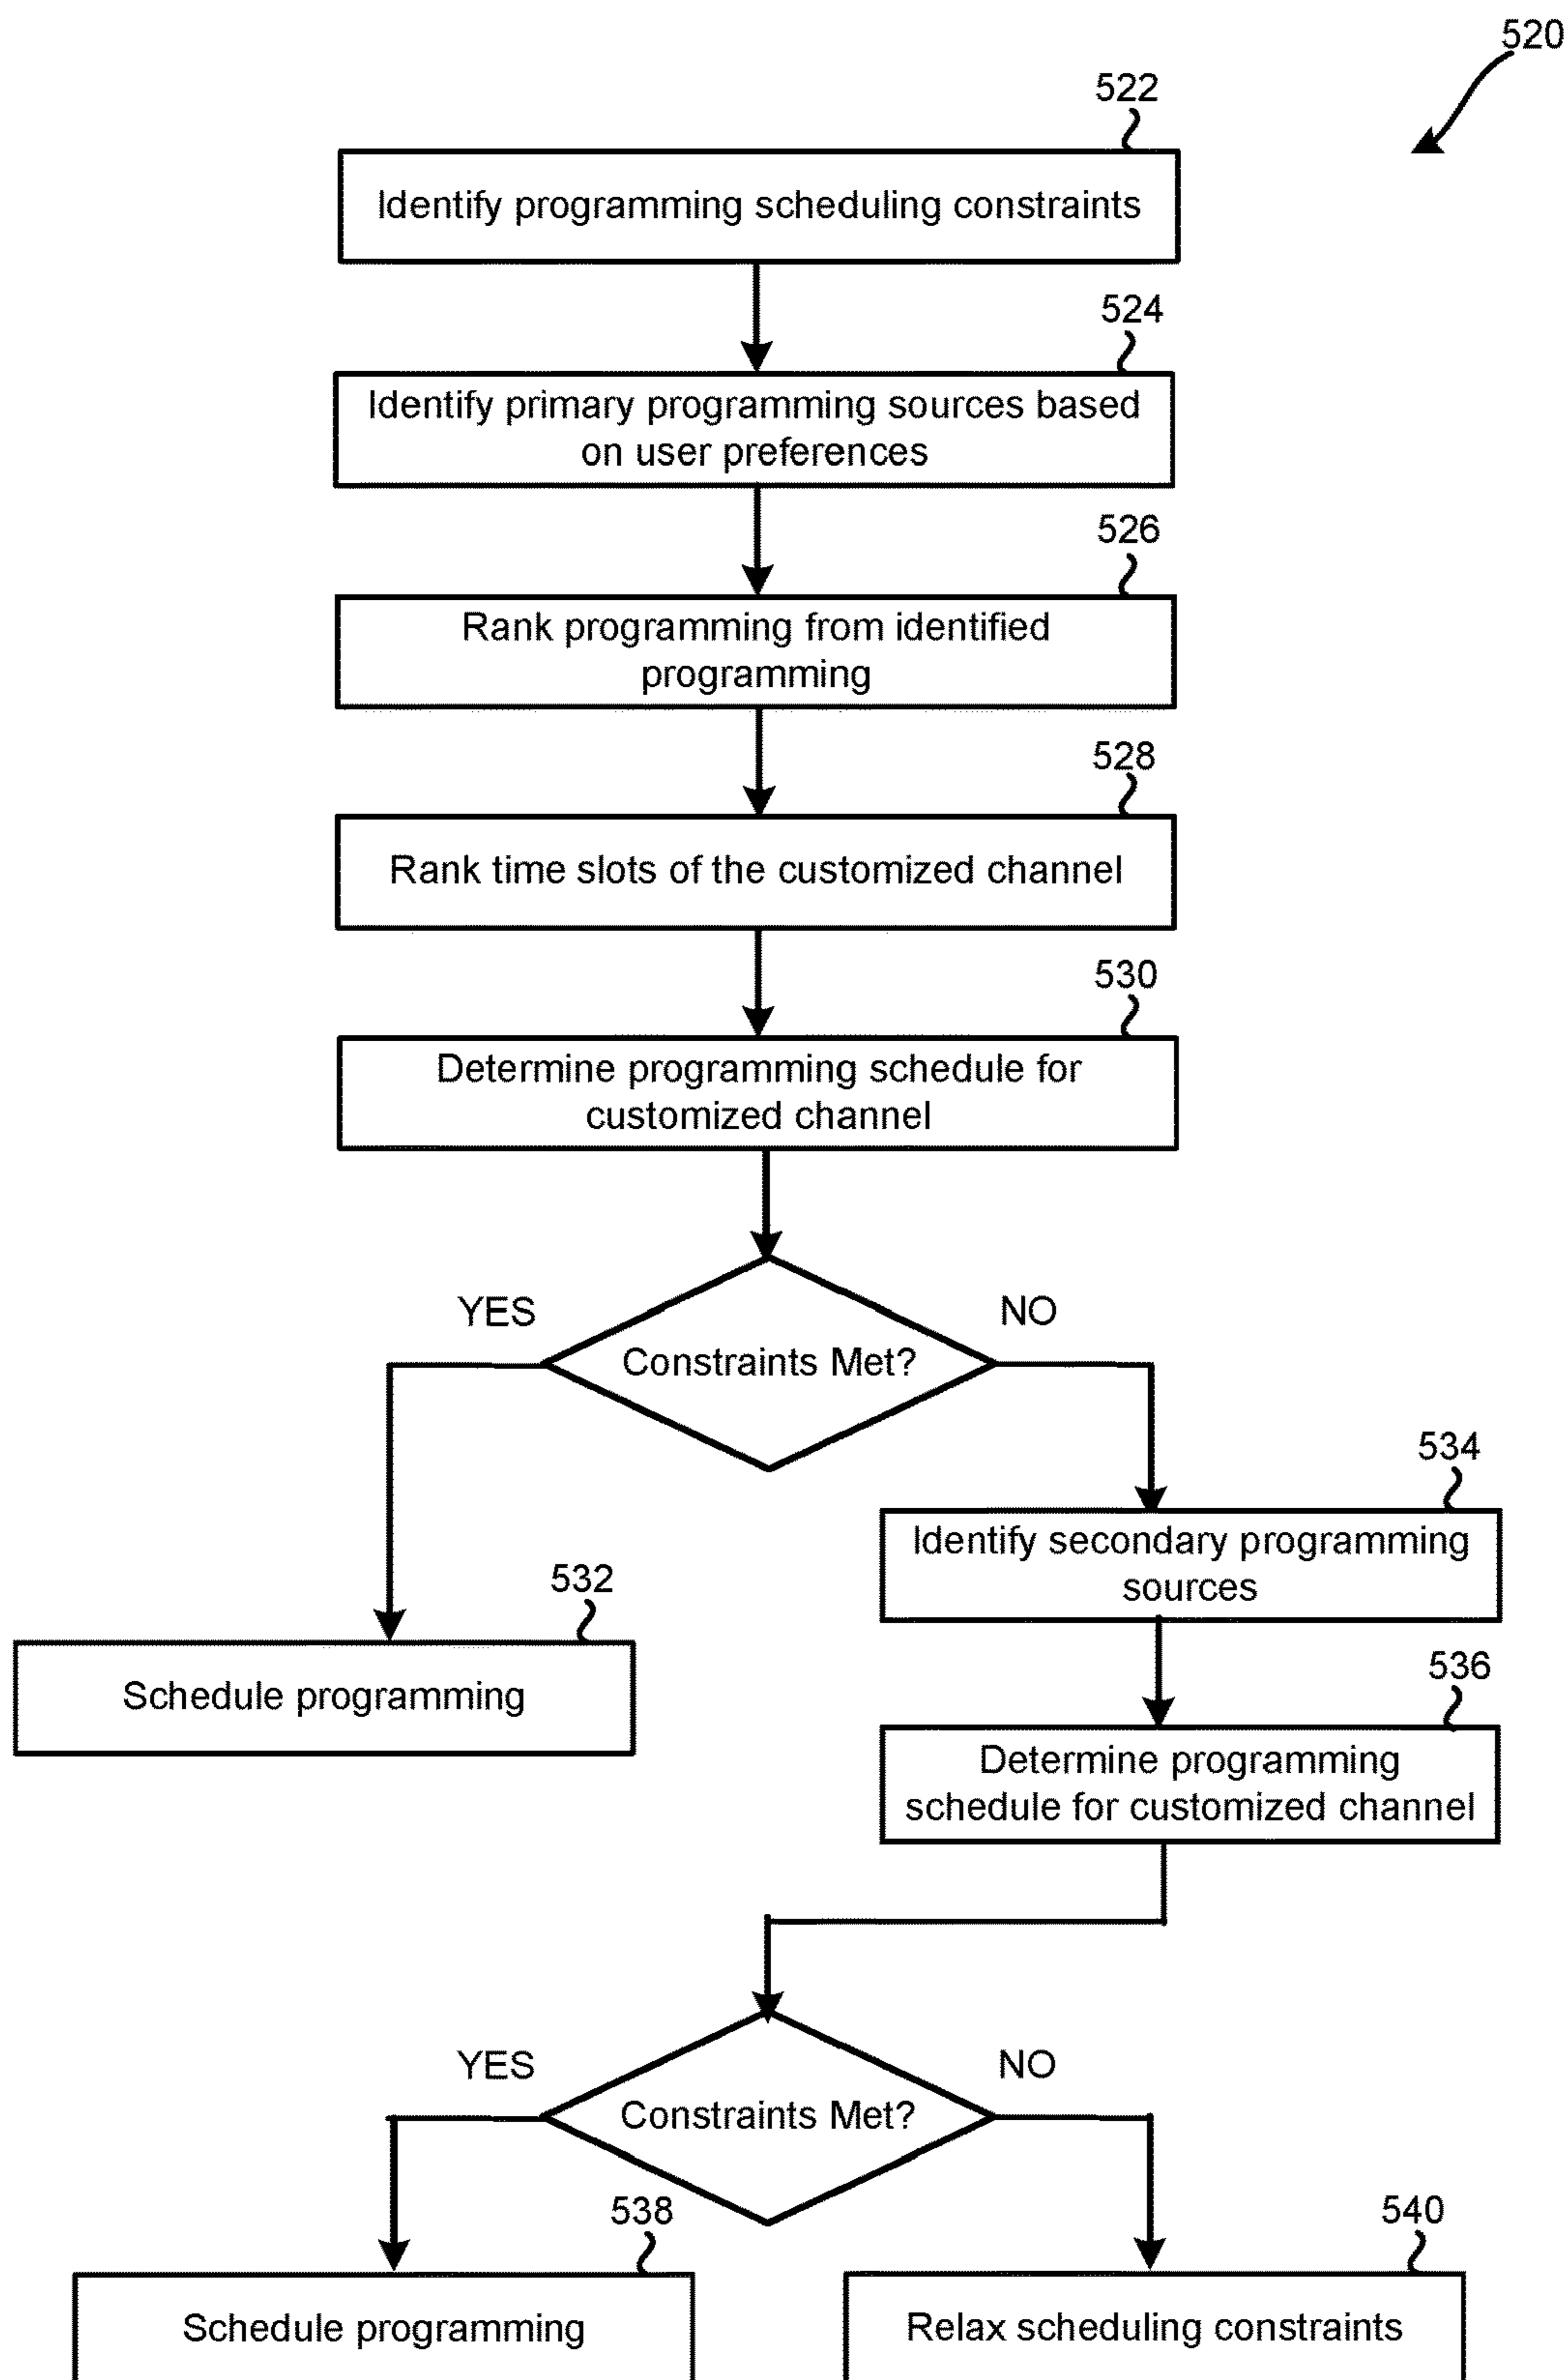 520
522
Identify programming scheduling constraints
524
Identify primary programming sources based
on user preferences
526
Rank programming from identified
programming
528
Rank time slots of the customized channel
530
Determine programming schedule for
customized channel
YES
NO
Constraints Met?
534
Identify secondary programming
sources
532
Schedule programming
536
Determine programming
schedule for customized channel
YES
NO
Constraints Met?
538
Schedule programming
540
Relax scheduling constraints